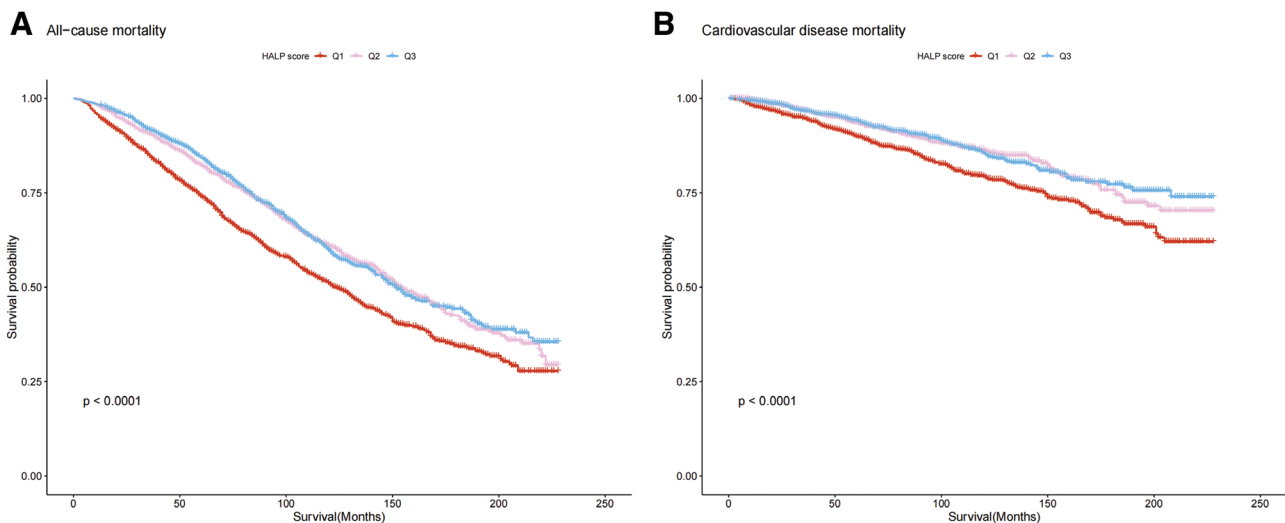 A All−cause mortality
HALP score Q1 Q2 Q3
1.00
0.75
0.50
0.25
0.00
Survival probability
p < 0.0001
0 50 100 150 200 250
Survival(Months)
B Cardiovascular disease mortality
HALP score Q1 Q2 Q3
1.00
0.75
0.50
0.25
0.00
Survival probability
p < 0.0001
0 50 100 150 200 250
Survival(Months)